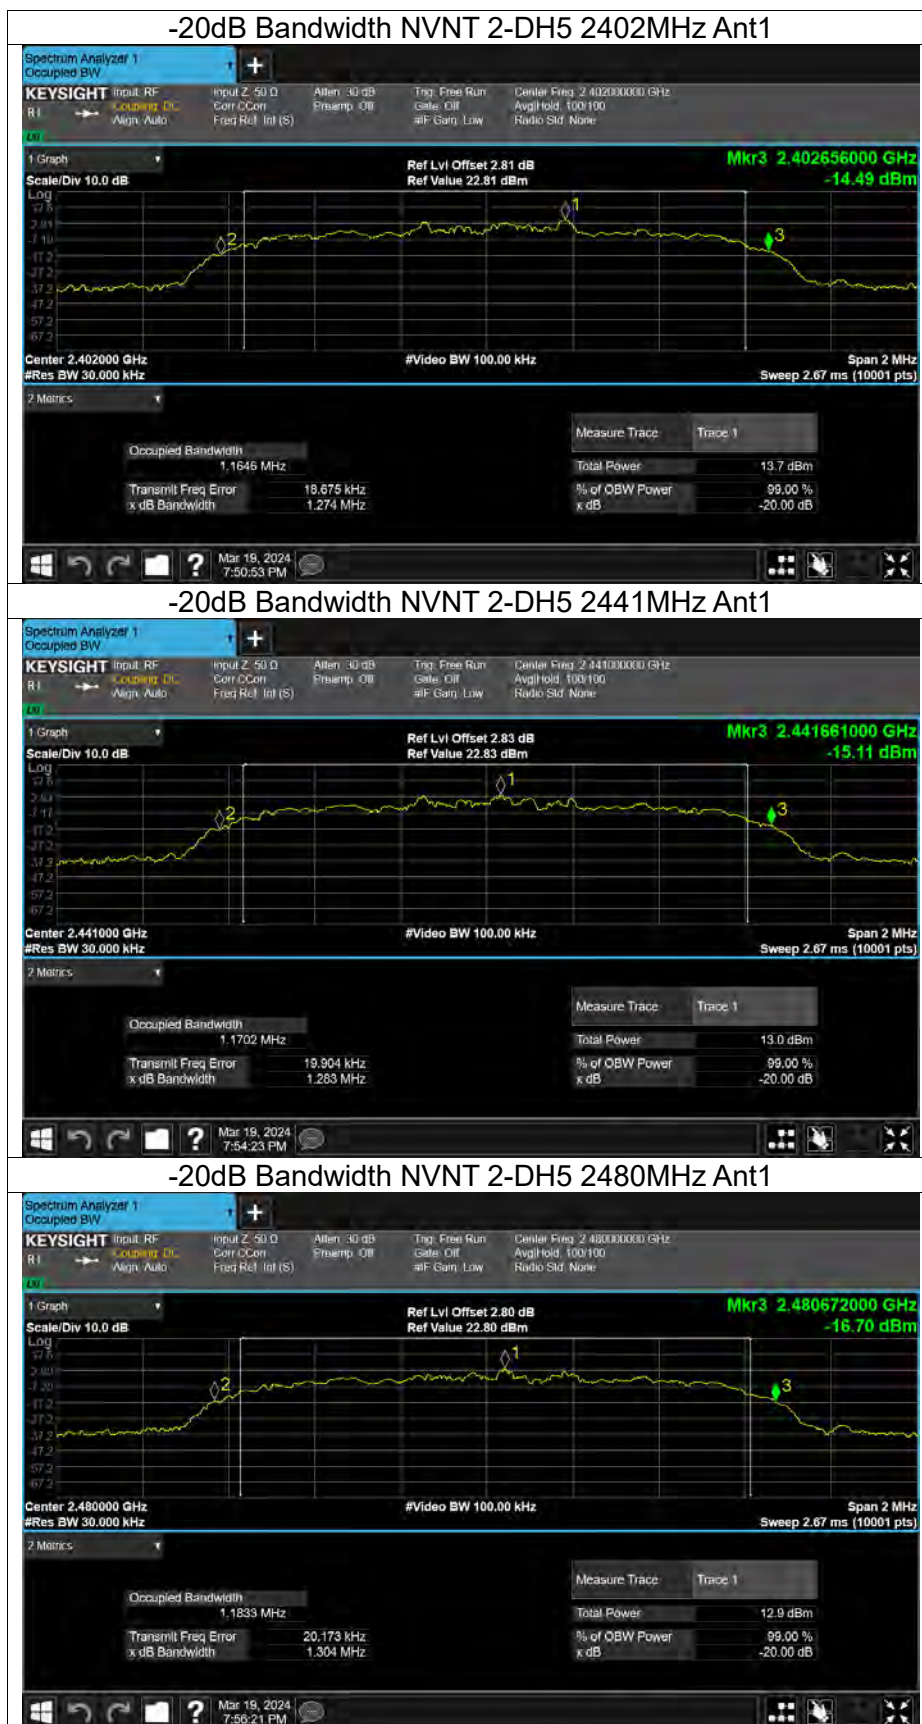 -20dB Bandwidth NVNT 2-DH5 2402MHz Ant1
Spectrum Analyzer 1
Occupied BW
KEYSIGHT Input: RF Input Z: 50 Ω Atten: 30 dB Trig: Free Run Center Freq: 2.402000000 GHz
R L Coupling: DC Corr CCorr Preamp: Off Gate: Off Avg|Hold: 100/100
Align: Auto Freq Ref: Int (S) #IF Gain: Low Radio Std: None
1 Graph Ref Lvl Offset 2.81 dB Mkr3 2.402656000 GHz
Scale/Div 10.0 dB Ref Value 22.81 dBm -14.49 dBm
Log
1
2
3
Center 2.402000 GHz #Video BW 100.00 kHz Span 2 MHz
#Res BW 30.000 kHz Sweep 2.67 ms (10001 pts)
2 Metrics
Measure Trace Trace 1
Occupied Bandwidth
1.1646 MHz Total Power 13.7 dBm
Transmit Freq Error 18.675 kHz % of OBW Power 99.00 %
x dB Bandwidth 1.274 MHz x dB -20.00 dB
Mar 19, 2024
7:50:53 PM
-20dB Bandwidth NVNT 2-DH5 2441MHz Ant1
Spectrum Analyzer 1
Occupied BW
KEYSIGHT Input: RF Input Z: 50 Ω Atten: 30 dB Trig: Free Run Center Freq: 2.441000000 GHz
R L Coupling: DC Corr CCorr Preamp: Off Gate: Off Avg|Hold: 100/100
Align: Auto Freq Ref: Int (S) #IF Gain: Low Radio Std: None
1 Graph Ref Lvl Offset 2.83 dB Mkr3 2.441661000 GHz
Scale/Div 10.0 dB Ref Value 22.83 dBm -15.11 dBm
Log
1
2
3
Center 2.441000 GHz #Video BW 100.00 kHz Span 2 MHz
#Res BW 30.000 kHz Sweep 2.67 ms (10001 pts)
2 Metrics
Measure Trace Trace 1
Occupied Bandwidth
1.1702 MHz Total Power 13.0 dBm
Transmit Freq Error 19.904 kHz % of OBW Power 99.00 %
x dB Bandwidth 1.283 MHz x dB -20.00 dB
Mar 19, 2024
7:54:23 PM
-20dB Bandwidth NVNT 2-DH5 2480MHz Ant1
Spectrum Analyzer 1
Occupied BW
KEYSIGHT Input: RF Input Z: 50 Ω Atten: 30 dB Trig: Free Run Center Freq: 2.480000000 GHz
R L Coupling: DC Corr CCorr Preamp: Off Gate: Off Avg|Hold: 100/100
Align: Auto Freq Ref: Int (S) #IF Gain: Low Radio Std: None
1 Graph Ref Lvl Offset 2.80 dB Mkr3 2.480672000 GHz
Scale/Div 10.0 dB Ref Value 22.80 dBm -16.70 dBm
Log
1
2
3
Center 2.480000 GHz #Video BW 100.00 kHz Span 2 MHz
#Res BW 30.000 kHz Sweep 2.67 ms (10001 pts)
2 Metrics
Measure Trace Trace 1
Occupied Bandwidth
1.1833 MHz Total Power 12.9 dBm
Transmit Freq Error 20.173 kHz % of OBW Power 99.00 %
x dB Bandwidth 1.304 MHz x dB -20.00 dB
Mar 19, 2024
7:56:21 PM